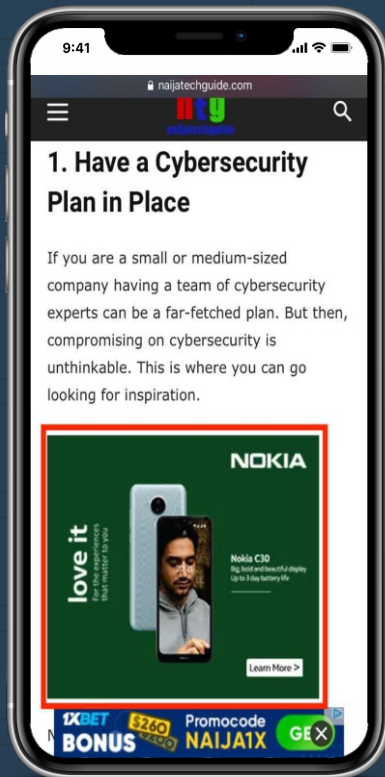 9:41
naijatechguide.com
ntg
naijatechguide
1. Have a Cybersecurity
Plan in Place
If you are a small or medium-sized
company having a team of cybersecurity
experts can be a far-fetched plan. But then,
compromising on cybersecurity is
unthinkable. This is where you can go
looking for inspiration.
NOKIA
love it
For the experiences
that matter to you
Nokia C30
Big, bold and beautiful display
Up to 3 day battery life
Learn More >
1XBET
BONUS
$260
$200
Promocode
NAIJA1X